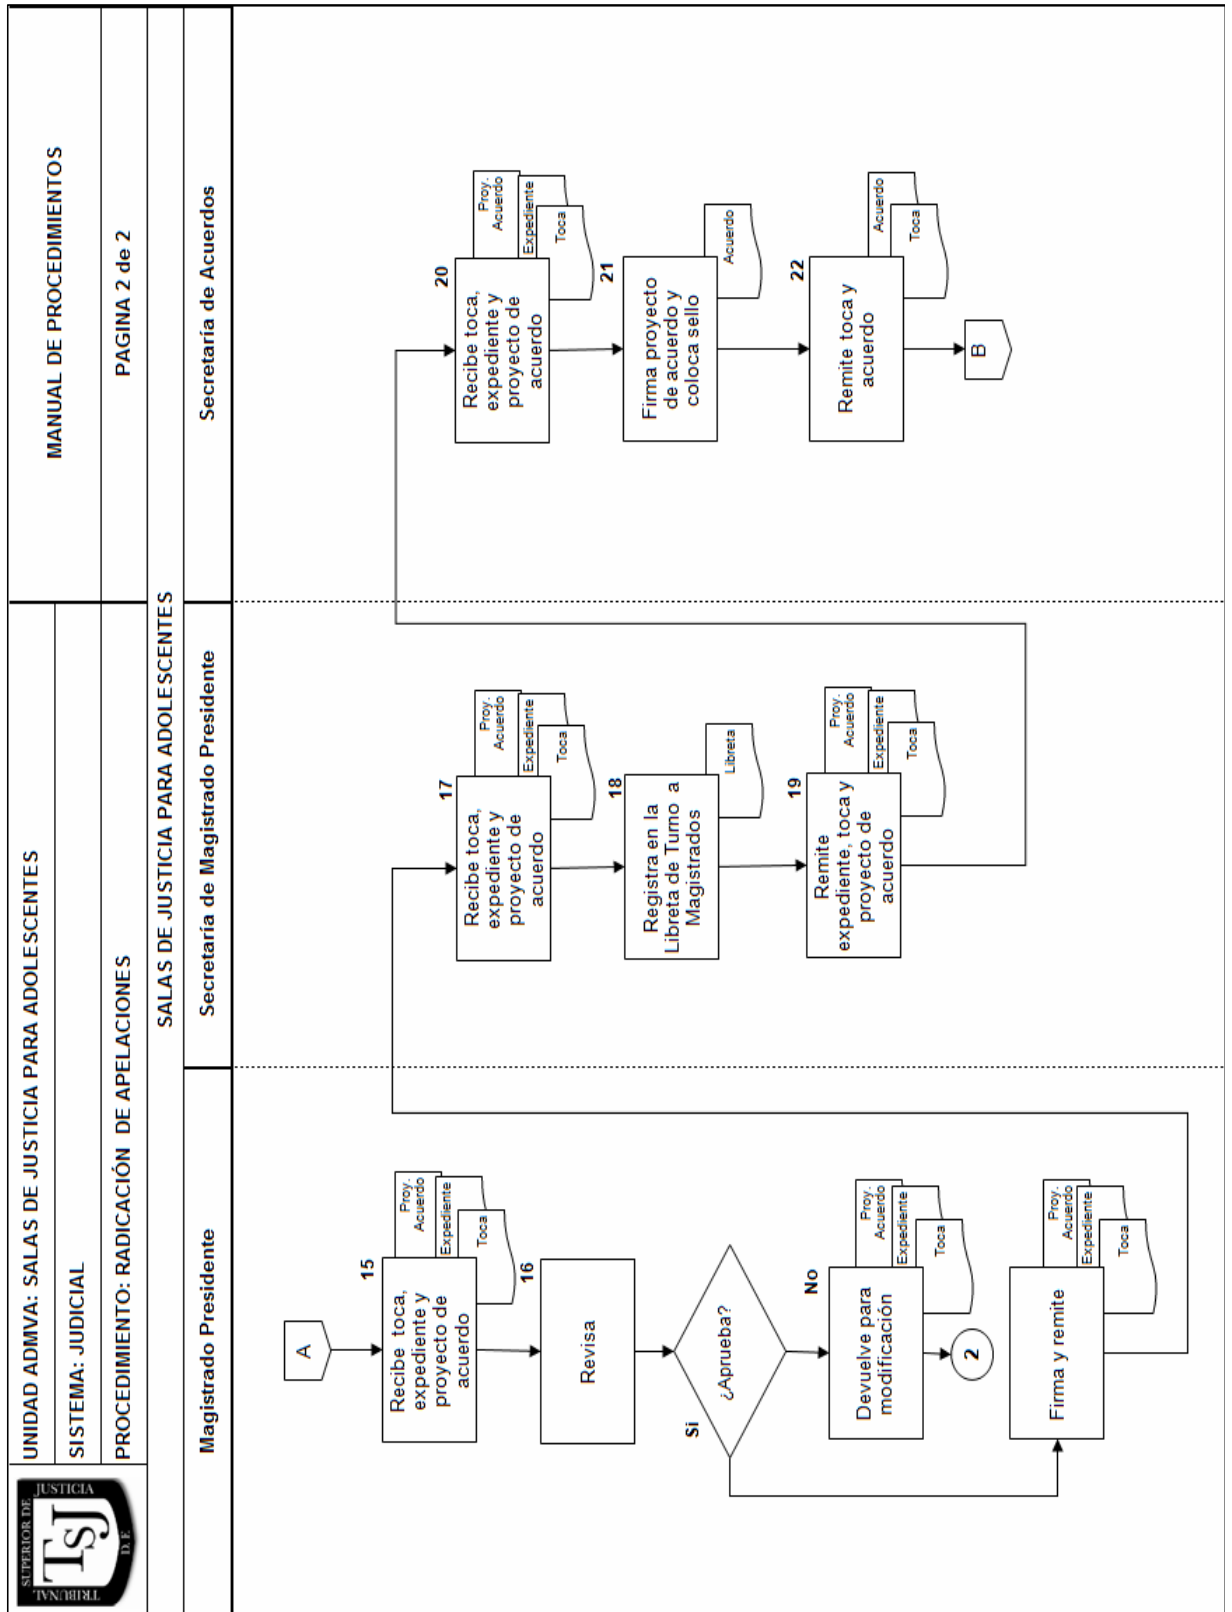 SUPERIOR DE
TRIBUNAL
JUSTICIA
TSJ
D. F.
UNIDAD ADMVA: SALAS DE JUSTICIA PARA ADOLESCENTES
MANUAL DE PROCEDIMIENTOS
SISTEMA: JUDICIAL
PROCEDIMIENTO: RADICACIÓN DE APELACIONES
PAGINA 2 de 2
SALAS DE JUSTICIA PARA ADOLESCENTES
Magistrado Presidente
Secretaría de Magistrado Presidente
Secretaría de Acuerdos
A
15
Recibe toca,
expediente y
proyecto de
acuerdo
Proy.
Acuerdo
Expediente
Toca
16
Revisa
¿Aprueba?
Si
No
Devuelve para
modificación
Proy.
Acuerdo
Expediente
Toca
2
Firma y remite
Proy.
Acuerdo
Expediente
Toca
17
Recibe toca,
expediente y
proyecto de
acuerdo
Proy.
Acuerdo
Expediente
Toca
18
Registra en la
Libreta de Turno a
Magistrados
Libreta
19
Remite
expediente, toca y
proyecto de
acuerdo
Proy.
Acuerdo
Expediente
Toca
20
Recibe toca,
expediente y
proyecto de
acuerdo
Proy.
Acuerdo
Expediente
Toca
21
Firma proyecto
de acuerdo y
coloca sello
Acuerdo
22
Remite toca y
acuerdo
Acuerdo
Toca
B